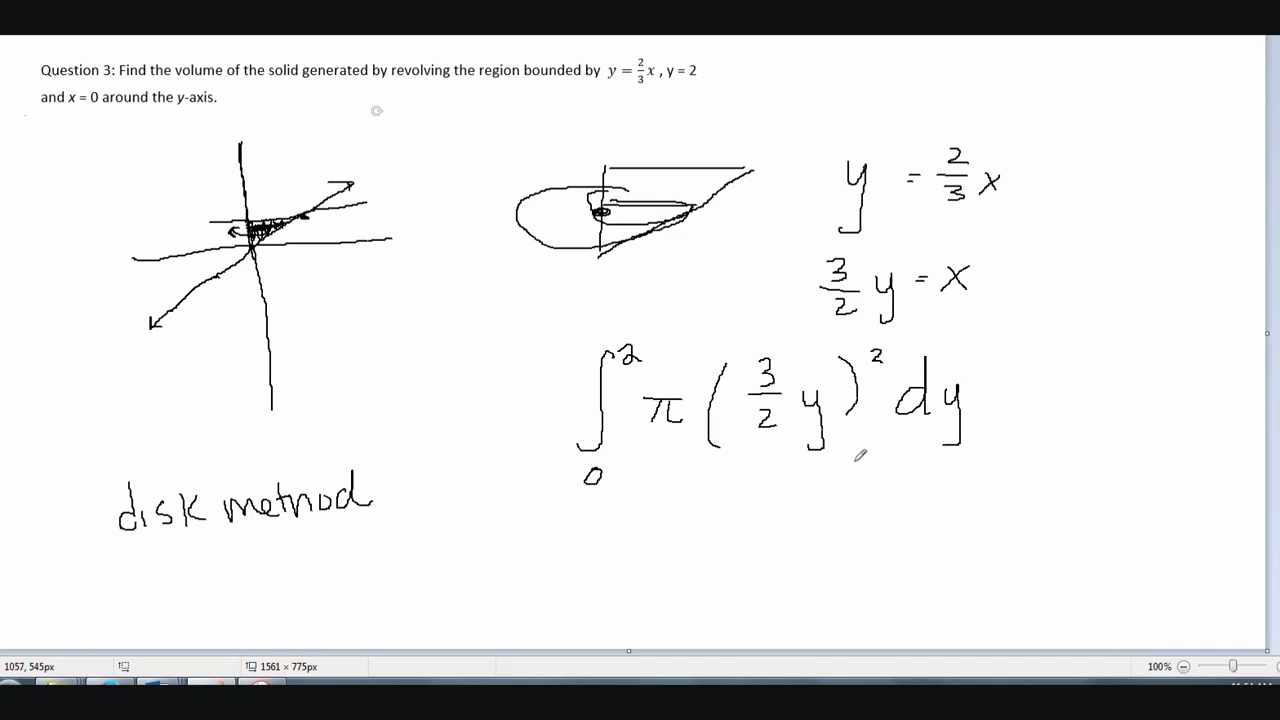 Question 3: Find the volume of the solid generated by revolving the region bounded by y = 2/3 x , y = 2
and x = 0 around the y-axis.
y = 2/3 x
3/2 y = x
∫₀² π (3/2 y)² dy
disk method
1057, 545px
1561 × 775px
100%